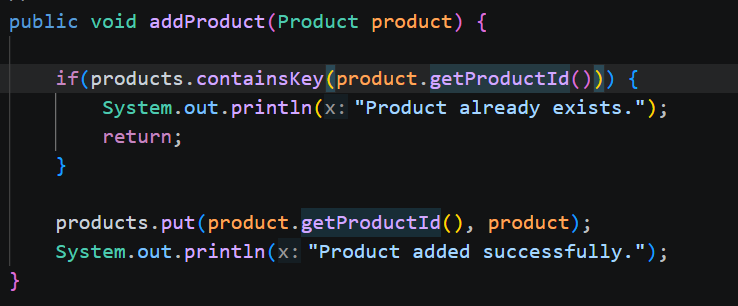 public void addProduct(Product product) {
if(products.containsKey(product.getProductId())) {
System.out.println(x: "Product already exists.");
return;
}
products.put(product.getProductId(), product);
System.out.println(x: "Product added successfully.");
}